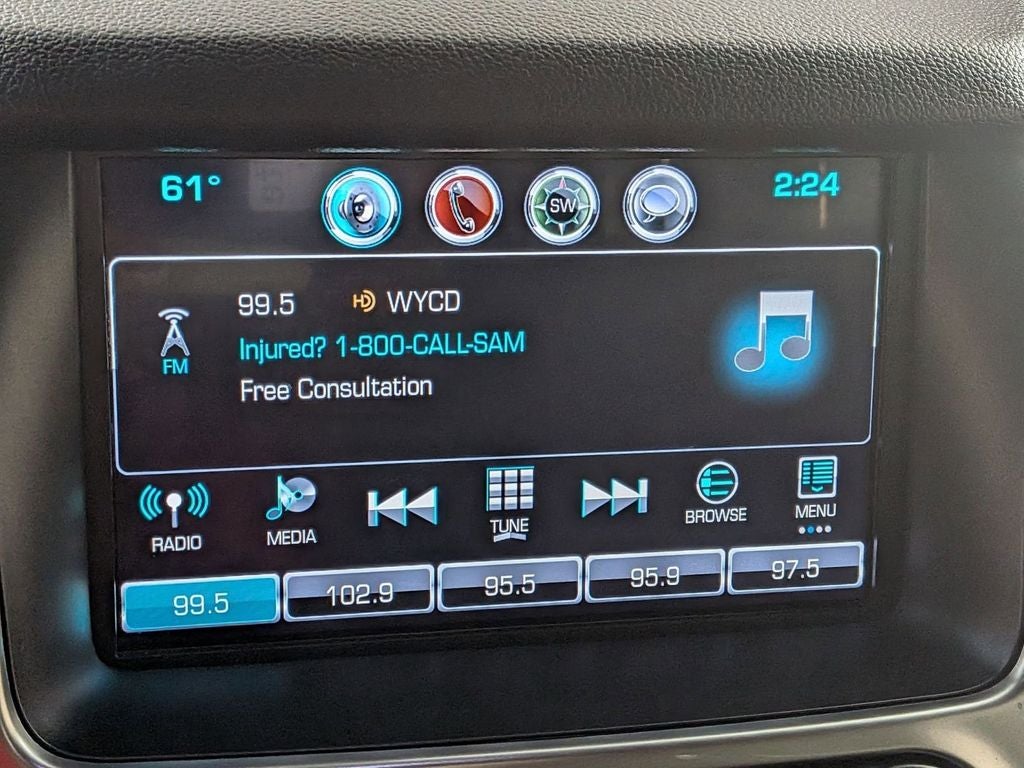 61°
SW
2:24
99.5 HD WYCD
FM
Injured? 1-800-CALL-SAM
Free Consultation
RADIO
MEDIA
TUNE
BROWSE
MENU
99.5
102.9
95.5
95.9
97.5